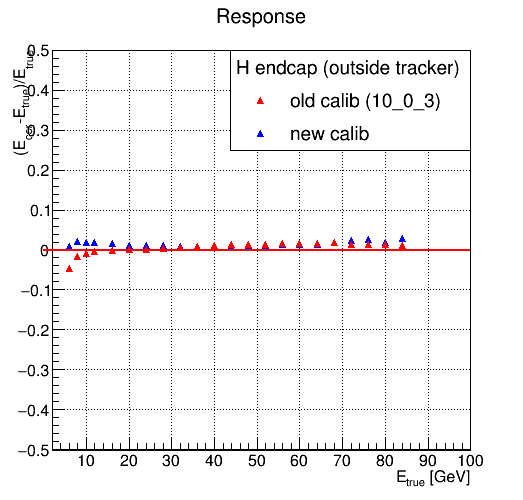 Response
(E_cor-E_true)/E_true
H endcap (outside tracker)
old calib (10_0_3)
new calib
0.5
0.4
0.3
0.2
0.1
0
−0.1
−0.2
−0.3
−0.4
−0.5
10 20 30 40 50 60 70 80 90 100
E_true [GeV]